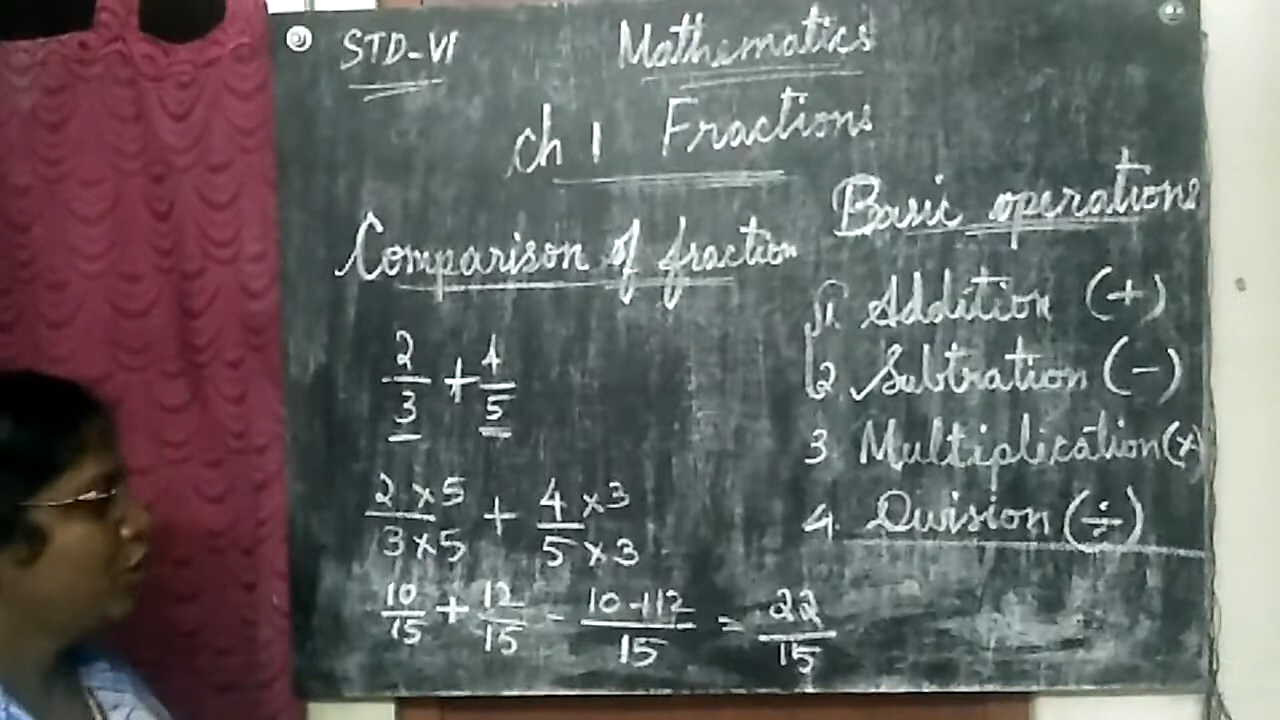 STD-VI Mathematics
Ch 1 Fractions
Comparison of fraction
2/3 + 4/5
2×5/3×5 + 4×3/5×3
10/15 + 12/15 = 10+12/15 = 22/15
Basic operations
1. Addition (+)
2 Subtration (-)
3 Multiplication (×)
4. Division (÷)